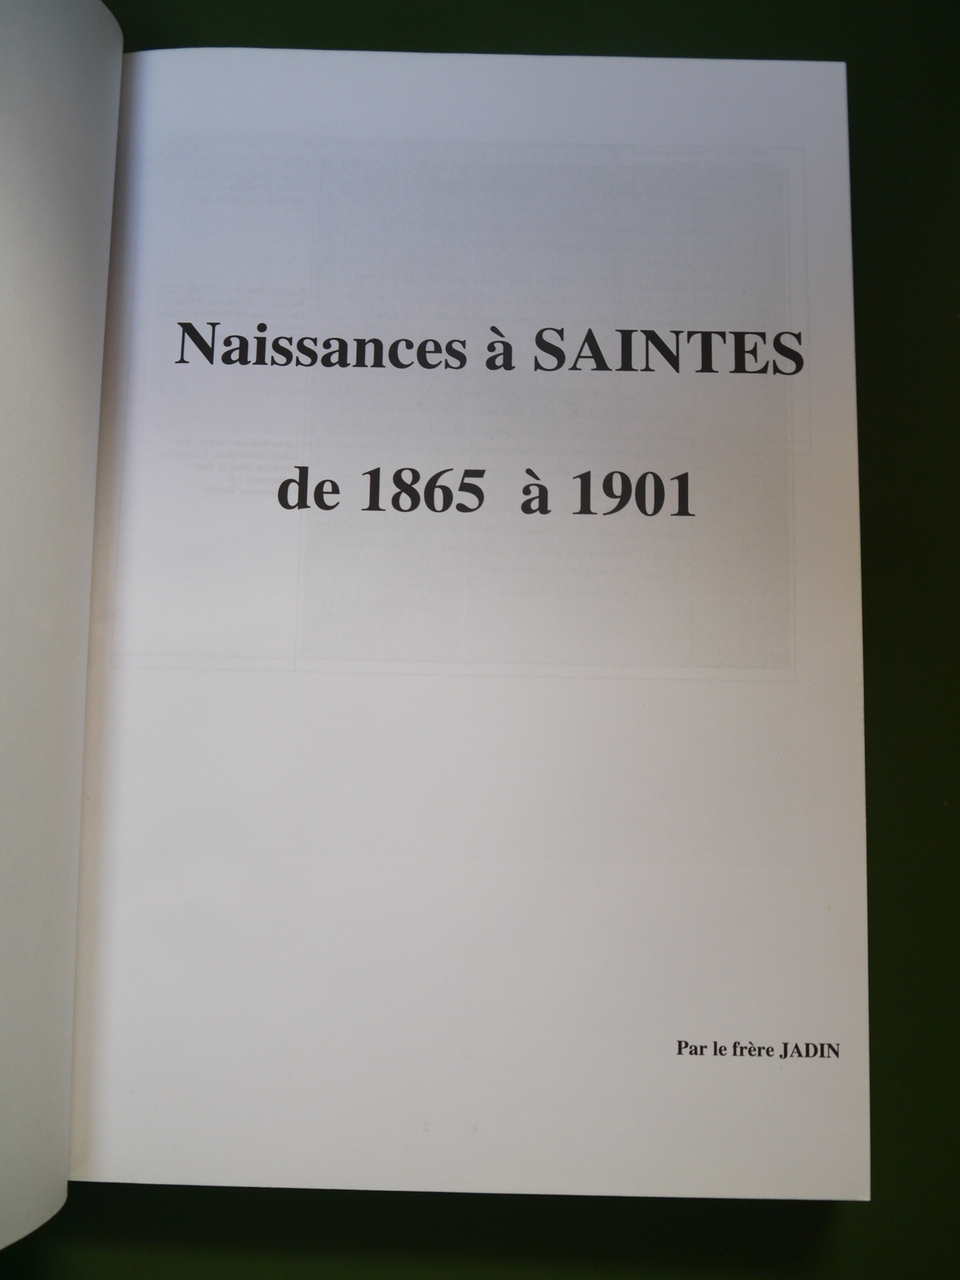 Naissances à SAINTES
de 1865 à 1901
Par le frère JADIN